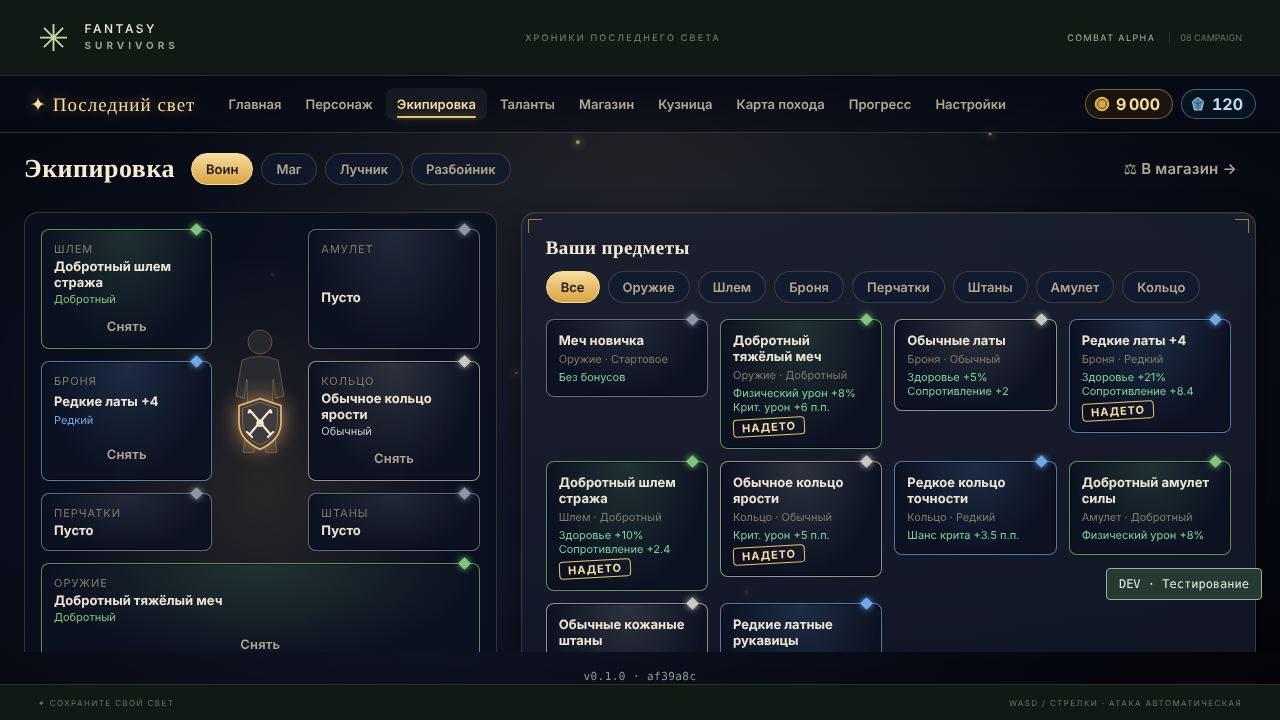 FANTASY
SURVIVORS
ХРОНИКИ ПОСЛЕДНЕГО СВЕТА
COMBAT ALPHA
08 CAMPAIGN
✦ Последний свет
Главная
Персонаж
Экипировка
Таланты
Магазин
Кузница
Карта похода
Прогресс
Настройки
9 000
120
Экипировка
Воин
Маг
Лучник
Разбойник
⚖ В магазин →
ШЛЕМ
Добротный шлем
стража
Добротный
Снять
АМУЛЕТ
Пусто
БРОНЯ
Редкие латы +4
Редкий
Снять
КОЛЬЦО
Обычное кольцо
ярости
Обычный
Снять
ПЕРЧАТКИ
Пусто
ШТАНЫ
Пусто
ОРУЖИЕ
Добротный тяжёлый меч
Добротный
Снять
Ваши предметы
Все
Оружие
Шлем
Броня
Перчатки
Штаны
Амулет
Кольцо
Меч новичка
Оружие · Стартовое
Без бонусов
Добротный
тяжёлый меч
Оружие · Добротный
Физический урон +8%
Крит. урон +6 п.п.
НАДЕТО
Обычные латы
Броня · Обычный
Здоровье +5%
Сопротивление +2
Редкие латы +4
Броня · Редкий
Здоровье +21%
Сопротивление +8.4
НАДЕТО
Добротный шлем
стража
Шлем · Добротный
Здоровье +10%
Сопротивление +2.4
НАДЕТО
Обычное кольцо
ярости
Кольцо · Обычный
Крит. урон +5 п.п.
НАДЕТО
Редкое кольцо
точности
Кольцо · Редкий
Шанс крита +3.5 п.п.
Добротный амулет
силы
Амулет · Добротный
Физический урон +8%
Обычные кожаные
штаны
Редкие латные
рукавицы
DEV · Тестирование
v0.1.0 · af39a8c
✦ СОХРАНИТЕ СВОЙ СВЕТ
WASD / СТРЕЛКИ · АТАКА АВТОМАТИЧЕСКАЯ